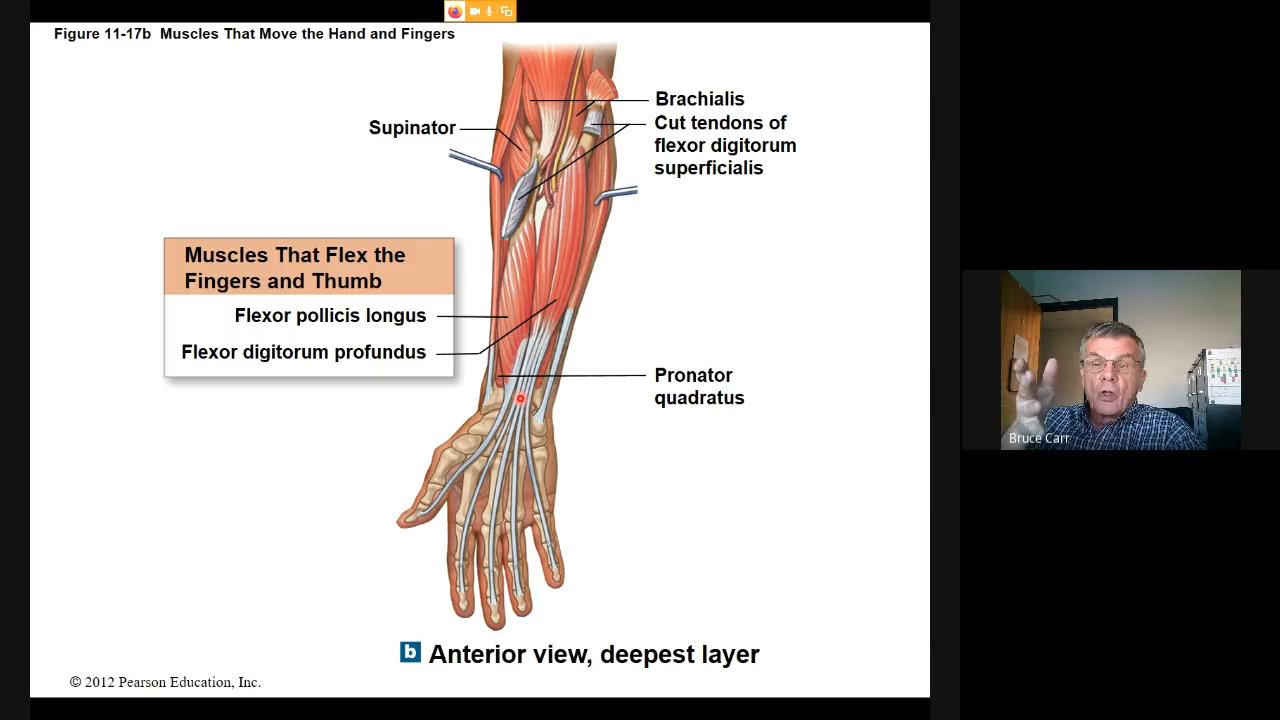 Figure 11-17b Muscles That Move the Hand and Fingers
Supinator
Brachialis
Cut tendons of
flexor digitorum
superficialis
Muscles That Flex the
Fingers and Thumb
Flexor pollicis longus
Flexor digitorum profundus
Pronator
quadratus
b Anterior view, deepest layer
© 2012 Pearson Education, Inc.
Bruce Carr